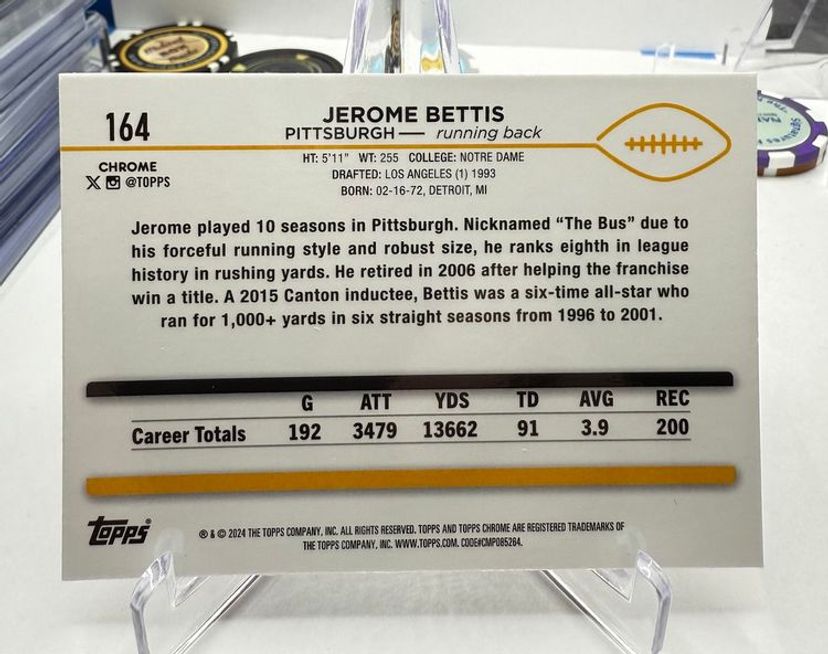 164
JEROME BETTIS
PITTSBURGH — running back
CHROME
X @TOPPS
HT: 5'11" WT: 255 COLLEGE: NOTRE DAME
DRAFTED: LOS ANGELES (1) 1993
BORN: 02-16-72, DETROIT, MI
Jerome played 10 seasons in Pittsburgh. Nicknamed “The Bus” due to
his forceful running style and robust size, he ranks eighth in league
history in rushing yards. He retired in 2006 after helping the franchise
win a title. A 2015 Canton inductee, Bettis was a six-time all-star who
ran for 1,000+ yards in six straight seasons from 1996 to 2001.
G ATT YDS TD AVG REC
Career Totals 192 3479 13662 91 3.9 200
Topps®
® & © 2024 THE TOPPS COMPANY, INC. ALL RIGHTS RESERVED. TOPPS AND TOPPS CHROME ARE REGISTERED TRADEMARKS OF
THE TOPPS COMPANY, INC. WWW.TOPPS.COM. CODE#CMP085284.